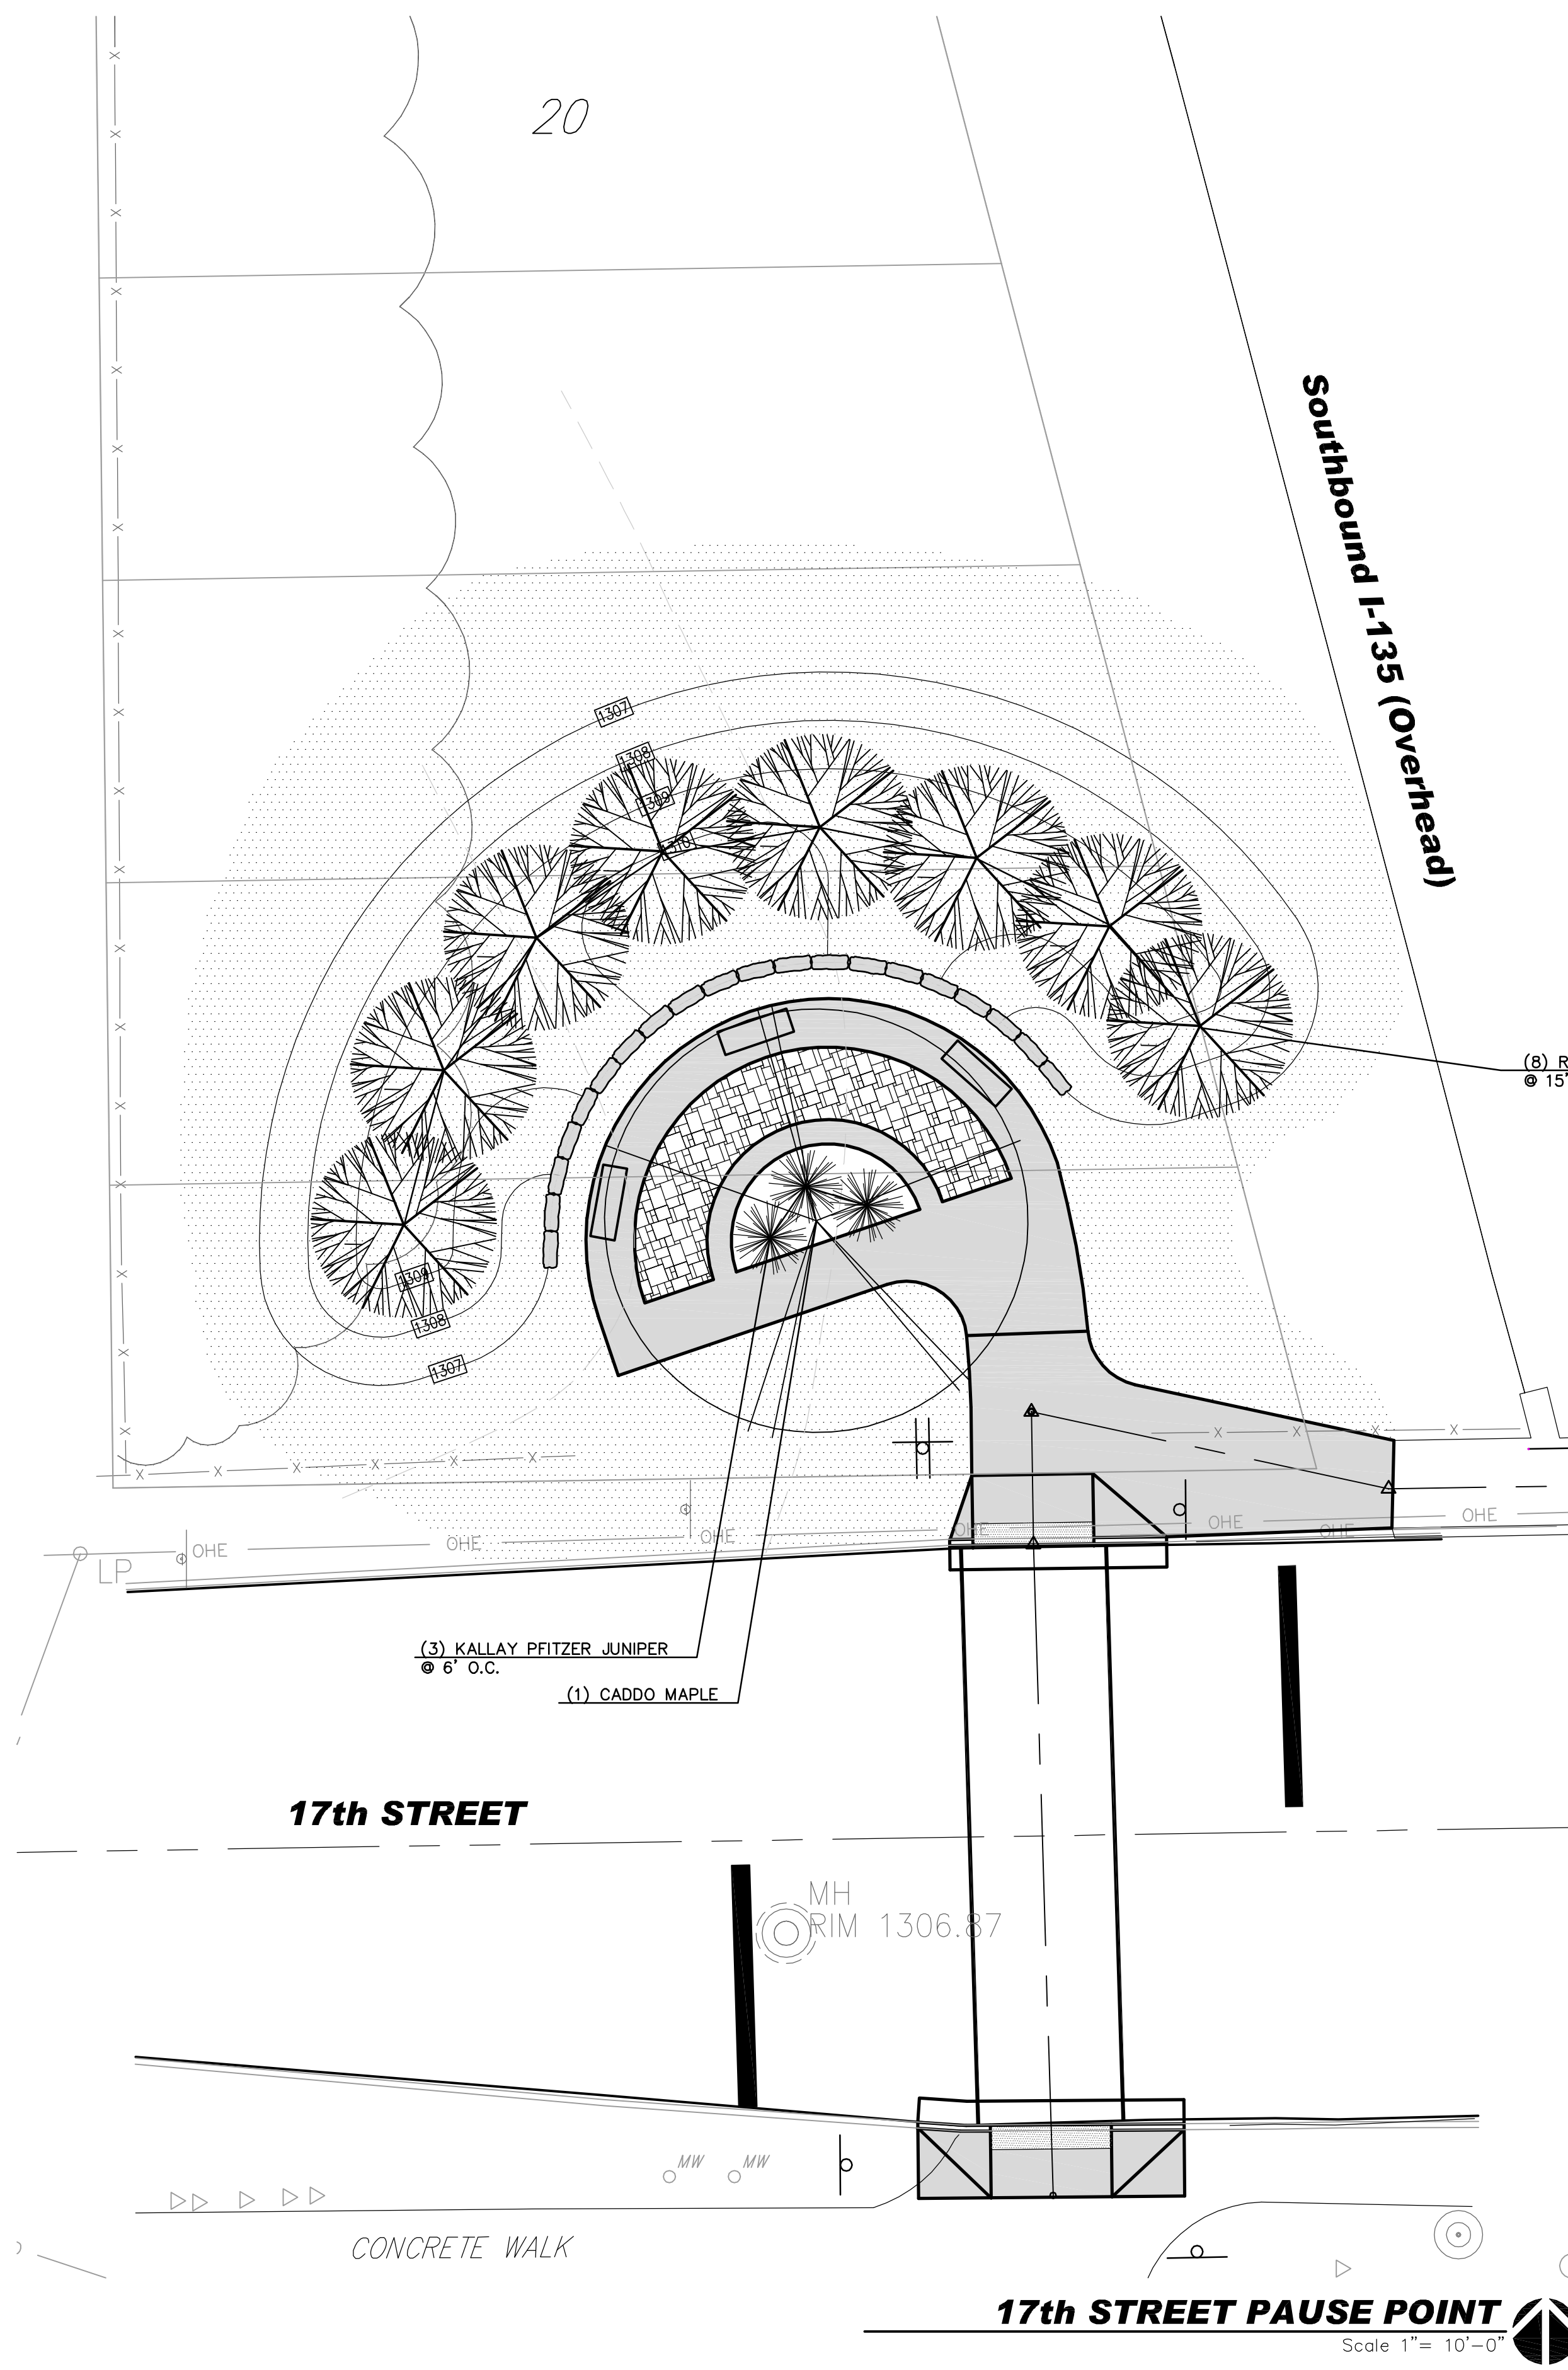 20
Southbound I-135 (Overhead)
1307
1308
1309
1310
(8) R
@ 15'
1309
1308
1307
OHE
OHE
OHE
OHE
OHE
OHE
OHE
LP
(3) KALLAY PFITZER JUNIPER
@ 6' O.C.
(1) CADDO MAPLE
17th STREET
MH
RIM 1306.87
MW
MW
CONCRETE WALK
17th STREET PAUSE POINT
Scale 1"= 10'-0"